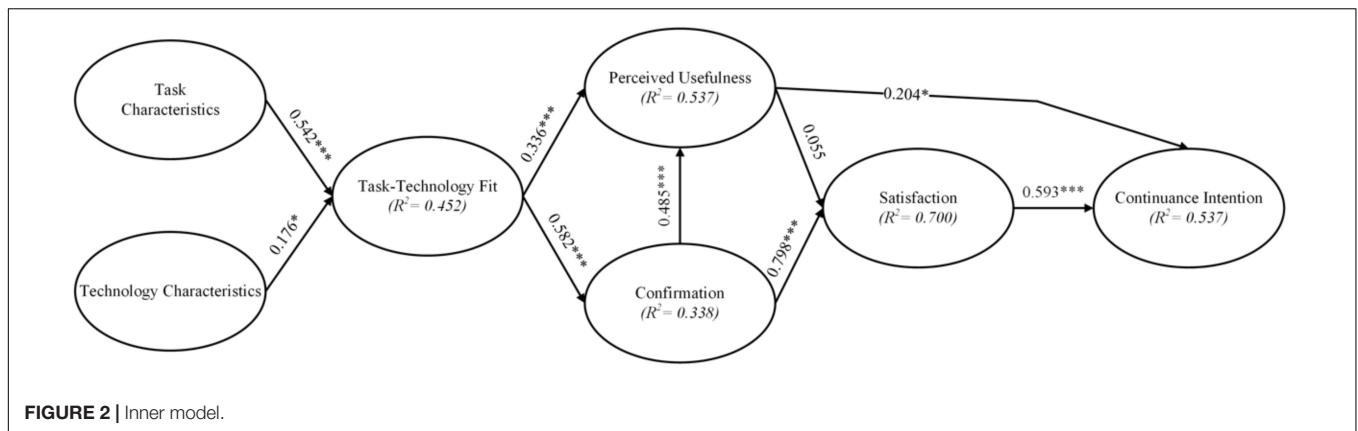 Task
Characteristics
Technology Characteristics
0.542***
0.176*
Task-Technology Fit
(R² = 0.452)
0.336***
0.582***
Perceived Usefulness
(R² = 0.537)
0.485***
Confirmation
(R² = 0.338)
0.204*
0.055
0.798***
Satisfaction
(R² = 0.700)
0.593***
Continuance Intention
(R² = 0.537)
FIGURE 2 | Inner model.